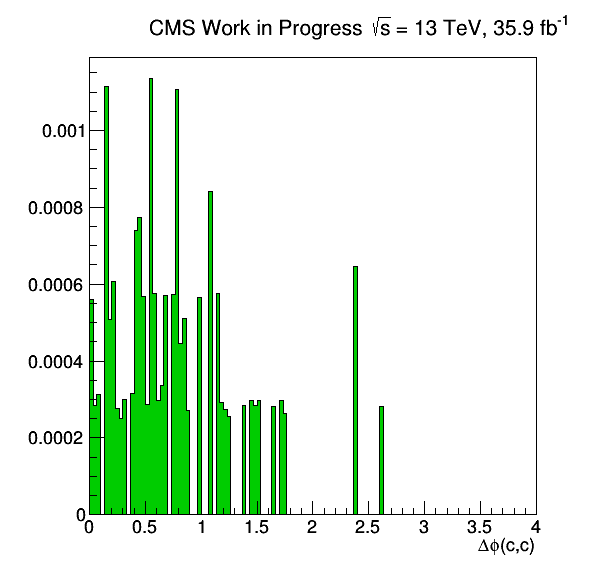 CMS Work in Progress √s = 13 TeV, 35.9 fb⁻¹
0.001
0.0008
0.0006
0.0004
0.0002
0
0 0.5 1 1.5 2 2.5 3 3.5 4
Δϕ(c,c)